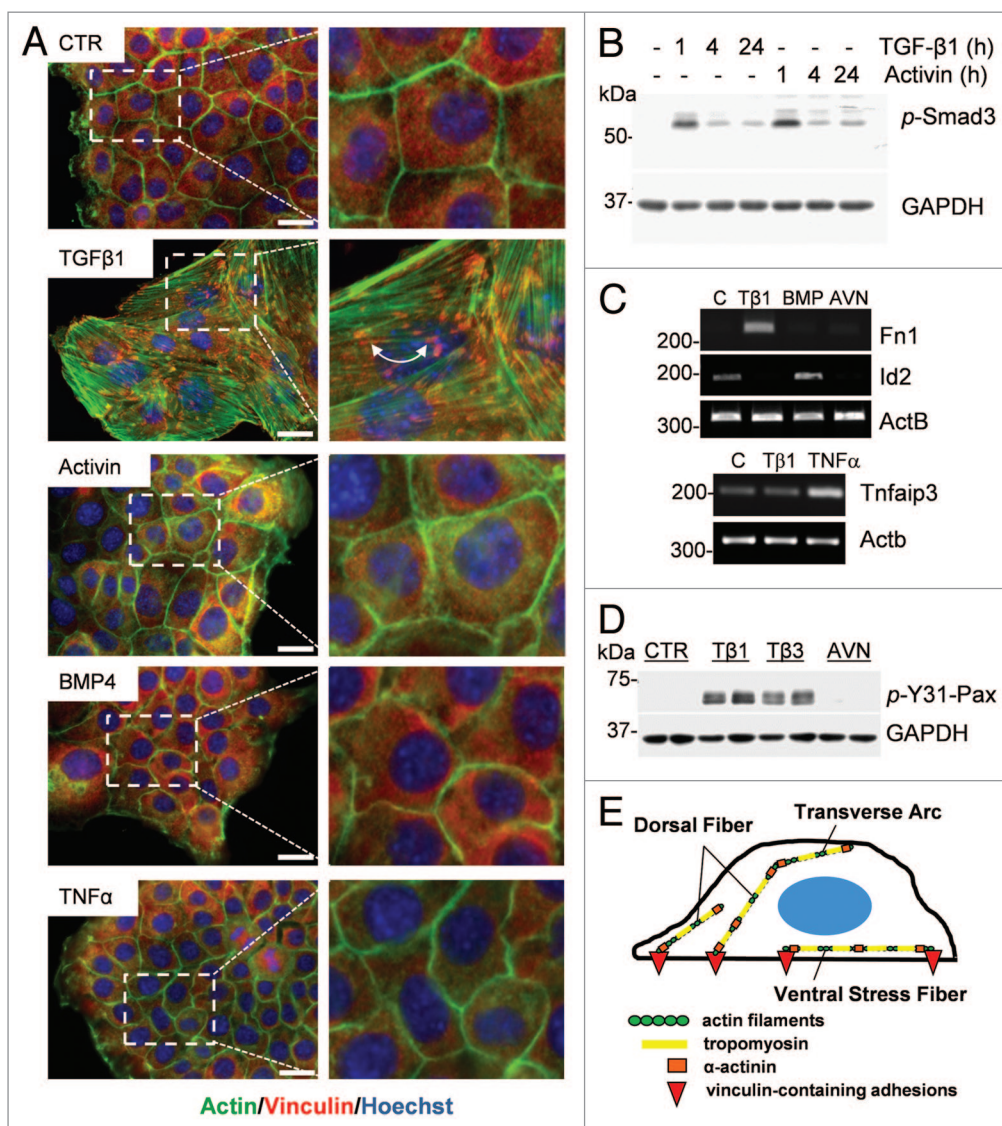 A
CTR
TGFβ1
Activin
BMP4
TNFα
Actin/Vinculin/Hoechst
B
- 1 4 24 - - - TGF-β1 (h)
- - - - 1 4 24 Activin (h)
kDa
50-
p-Smad3
37-
GAPDH
C
C Tβ1 BMP AVN
200-
Fn1
200-
Id2
300-
ActB
C Tβ1 TNFα
200-
Tnfaip3
300-
Actb
D
kDa CTR Tβ1 Tβ3 AVN
75-
p-Y31-Pax
37-
GAPDH
E
Transverse Arc
Dorsal Fiber
Ventral Stress Fiber
actin filaments
tropomyosin
α-actinin
vinculin-containing adhesions